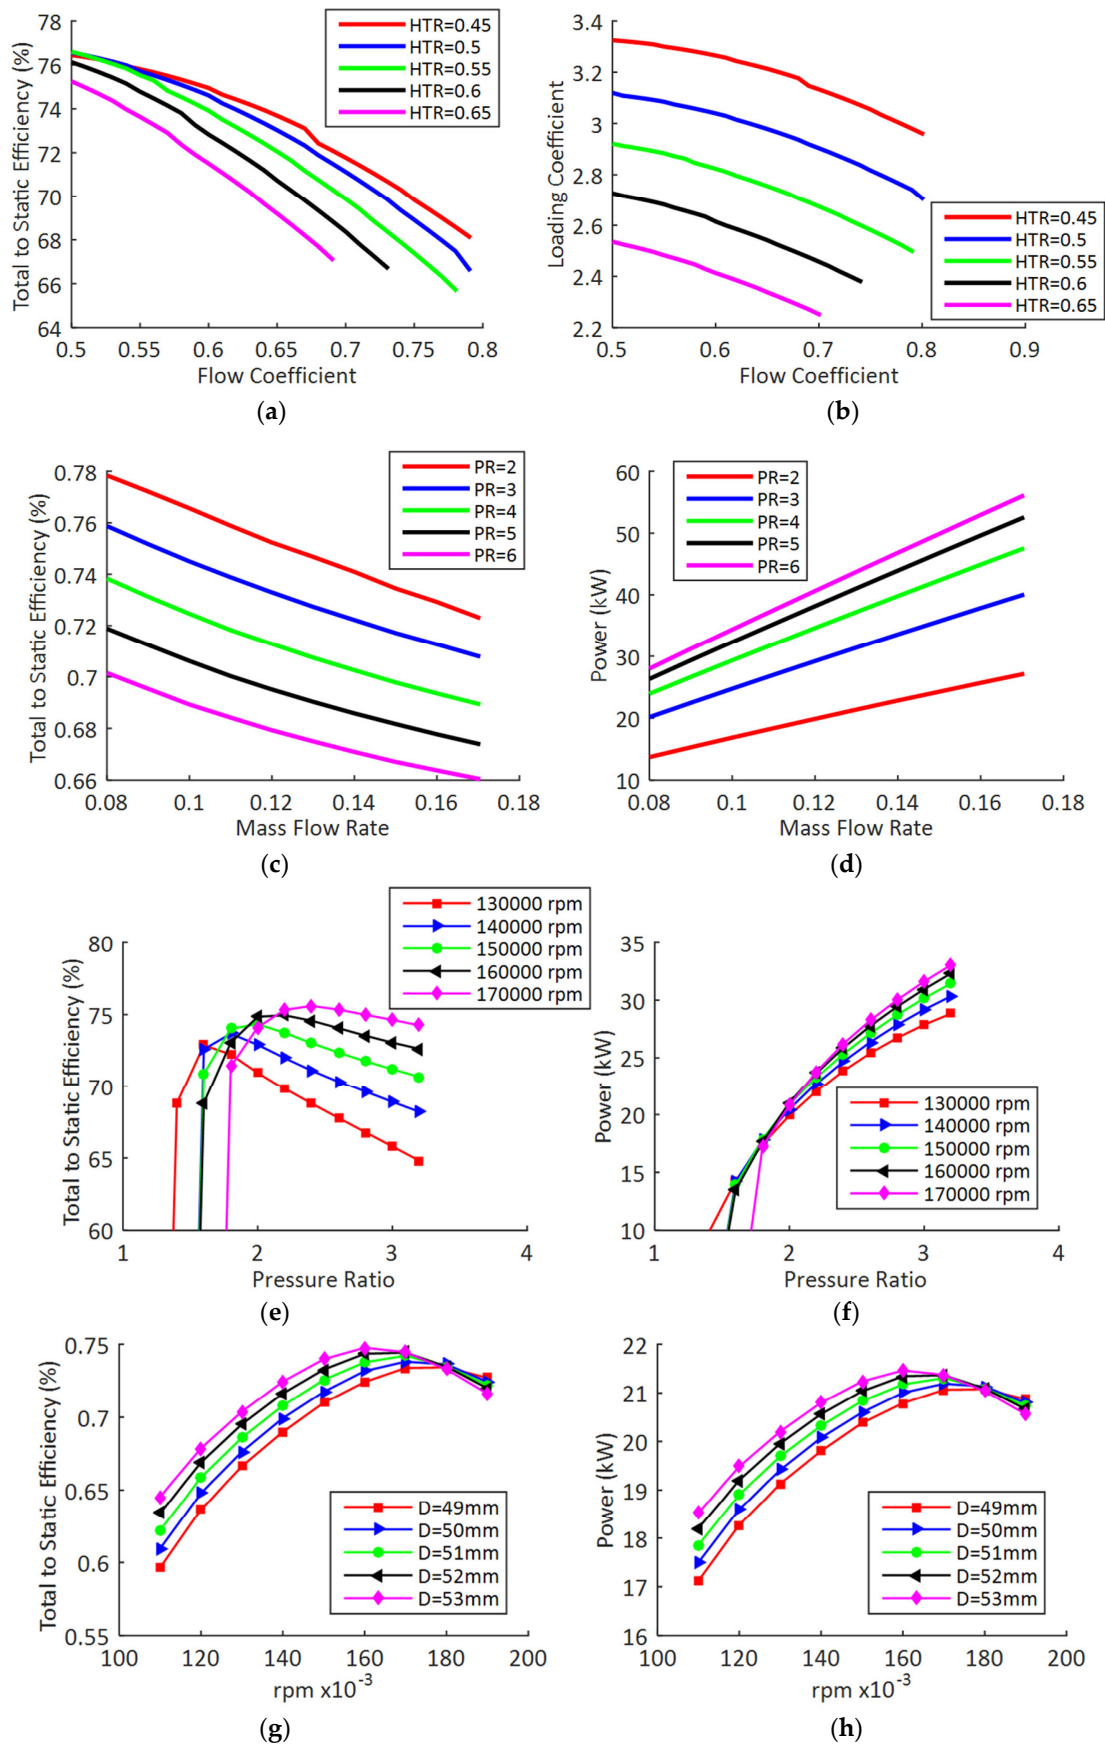 78
76
74
72
70
68
66
64
Total to Static Efficiency (%)
HTR=0.45
HTR=0.5
HTR=0.55
HTR=0.6
HTR=0.65
0.5 0.55 0.6 0.65 0.7 0.75 0.8
Flow Coefficient
(a)
3.4
3.2
3
2.8
2.6
2.4
2.2
Loading Coefficient
HTR=0.45
HTR=0.5
HTR=0.55
HTR=0.6
HTR=0.65
0.5 0.6 0.7 0.8 0.9
Flow Coefficient
(b)
0.78
0.76
0.74
0.72
0.7
0.68
0.66
Total to Static Efficiency (%)
PR=2
PR=3
PR=4
PR=5
PR=6
0.08 0.1 0.12 0.14 0.16 0.18
Mass Flow Rate
(c)
60
50
40
30
20
10
Power (kW)
PR=2
PR=3
PR=4
PR=5
PR=6
0.08 0.1 0.12 0.14 0.16 0.18
Mass Flow Rate
(d)
130000 rpm
140000 rpm
150000 rpm
160000 rpm
170000 rpm
80
75
70
65
60
Total to Static Efficiency (%)
1 2 3 4
Pressure Ratio
(e)
35
30
25
20
15
10
Power (kW)
130000 rpm
140000 rpm
150000 rpm
160000 rpm
170000 rpm
1 2 3 4
Pressure Ratio
(f)
0.75
0.7
0.65
0.6
0.55
Total to Static Efficiency (%)
D=49mm
D=50mm
D=51mm
D=52mm
D=53mm
100 120 140 160 180 200
rpm x10⁻³
(g)
22
21
20
19
18
17
16
Power (kW)
D=49mm
D=50mm
D=51mm
D=52mm
D=53mm
100 120 140 160 180 200
rpm x10⁻³
(h)